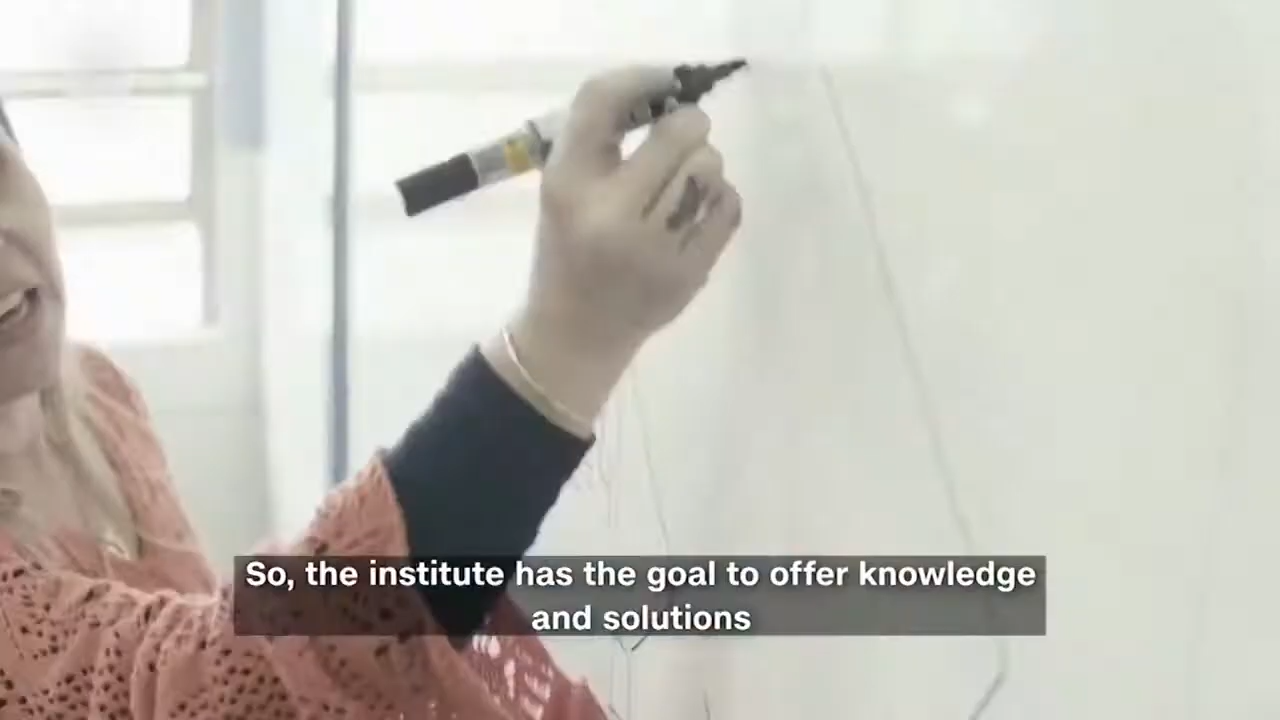 So, the institute has the goal to offer knowledge
and solutions